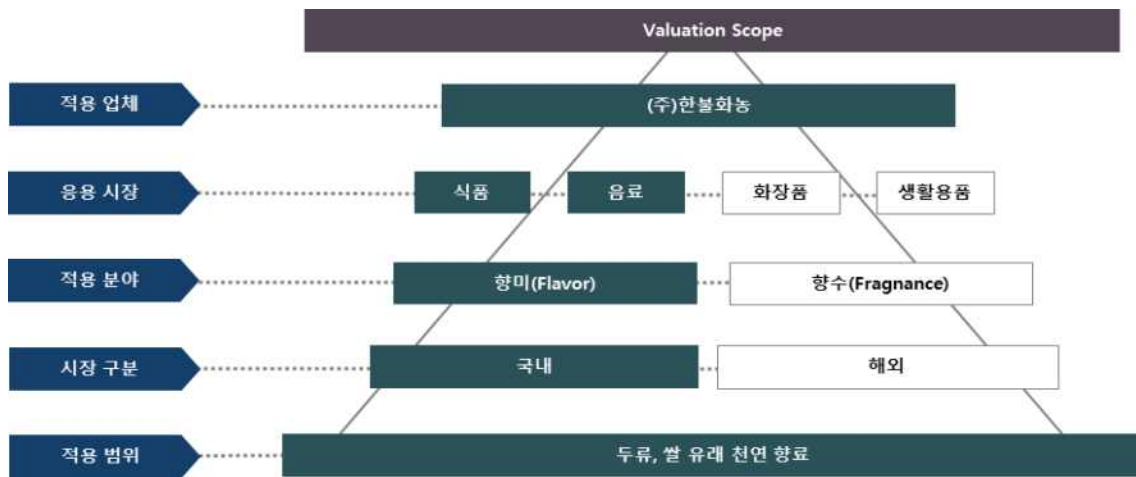 Valuation Scope
적용 업체
(주)한불화농
응용 시장
식품
음료
화장품
생활용품
적용 분야
향미(Flavor)
향수(Fragnance)
시장 구분
국내
해외
적용 범위
두류, 쌀 유래 천연 향료